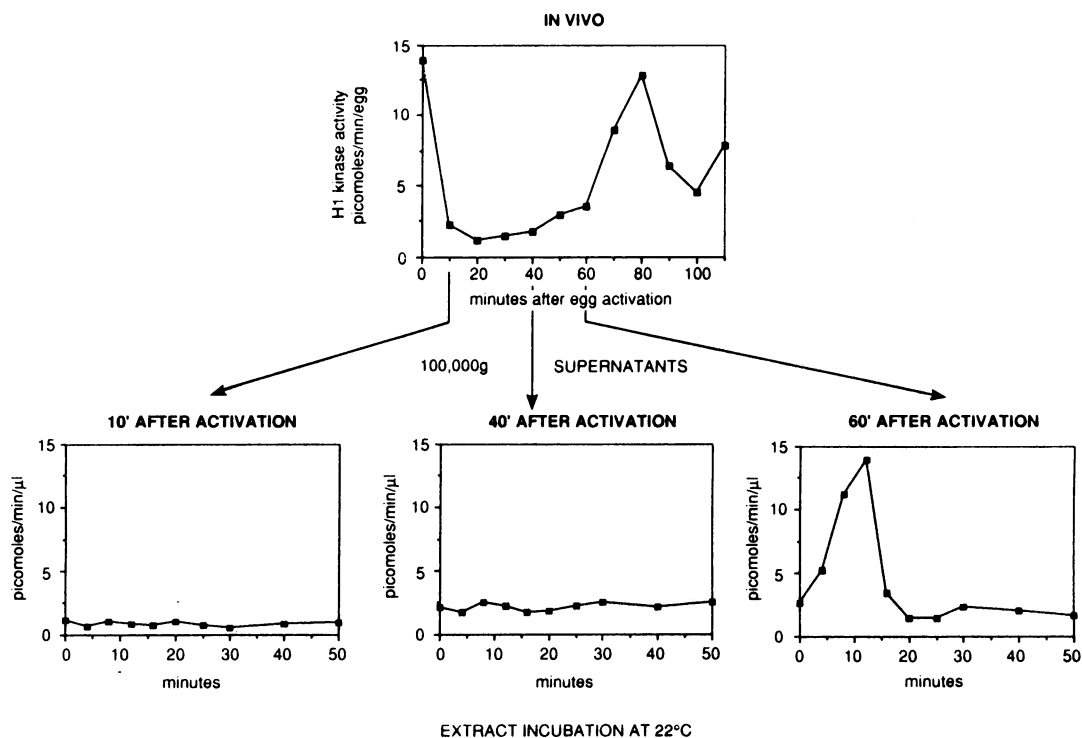 IN VIVO
H1 kinase activity
picomoles/min/egg
15
10
5
0
0 20 40 60 80 100
minutes after egg activation
100,000g SUPERNATANTS
10' AFTER ACTIVATION
picomoles/min/µl
15
10
5
0
0 10 20 30 40 50
minutes
40' AFTER ACTIVATION
picomoles/min/µl
15
10
5
0
0 10 20 30 40 50
minutes
60' AFTER ACTIVATION
picomoles/min/µl
15
10
5
0
0 10 20 30 40 50
minutes
EXTRACT INCUBATION AT 22°C